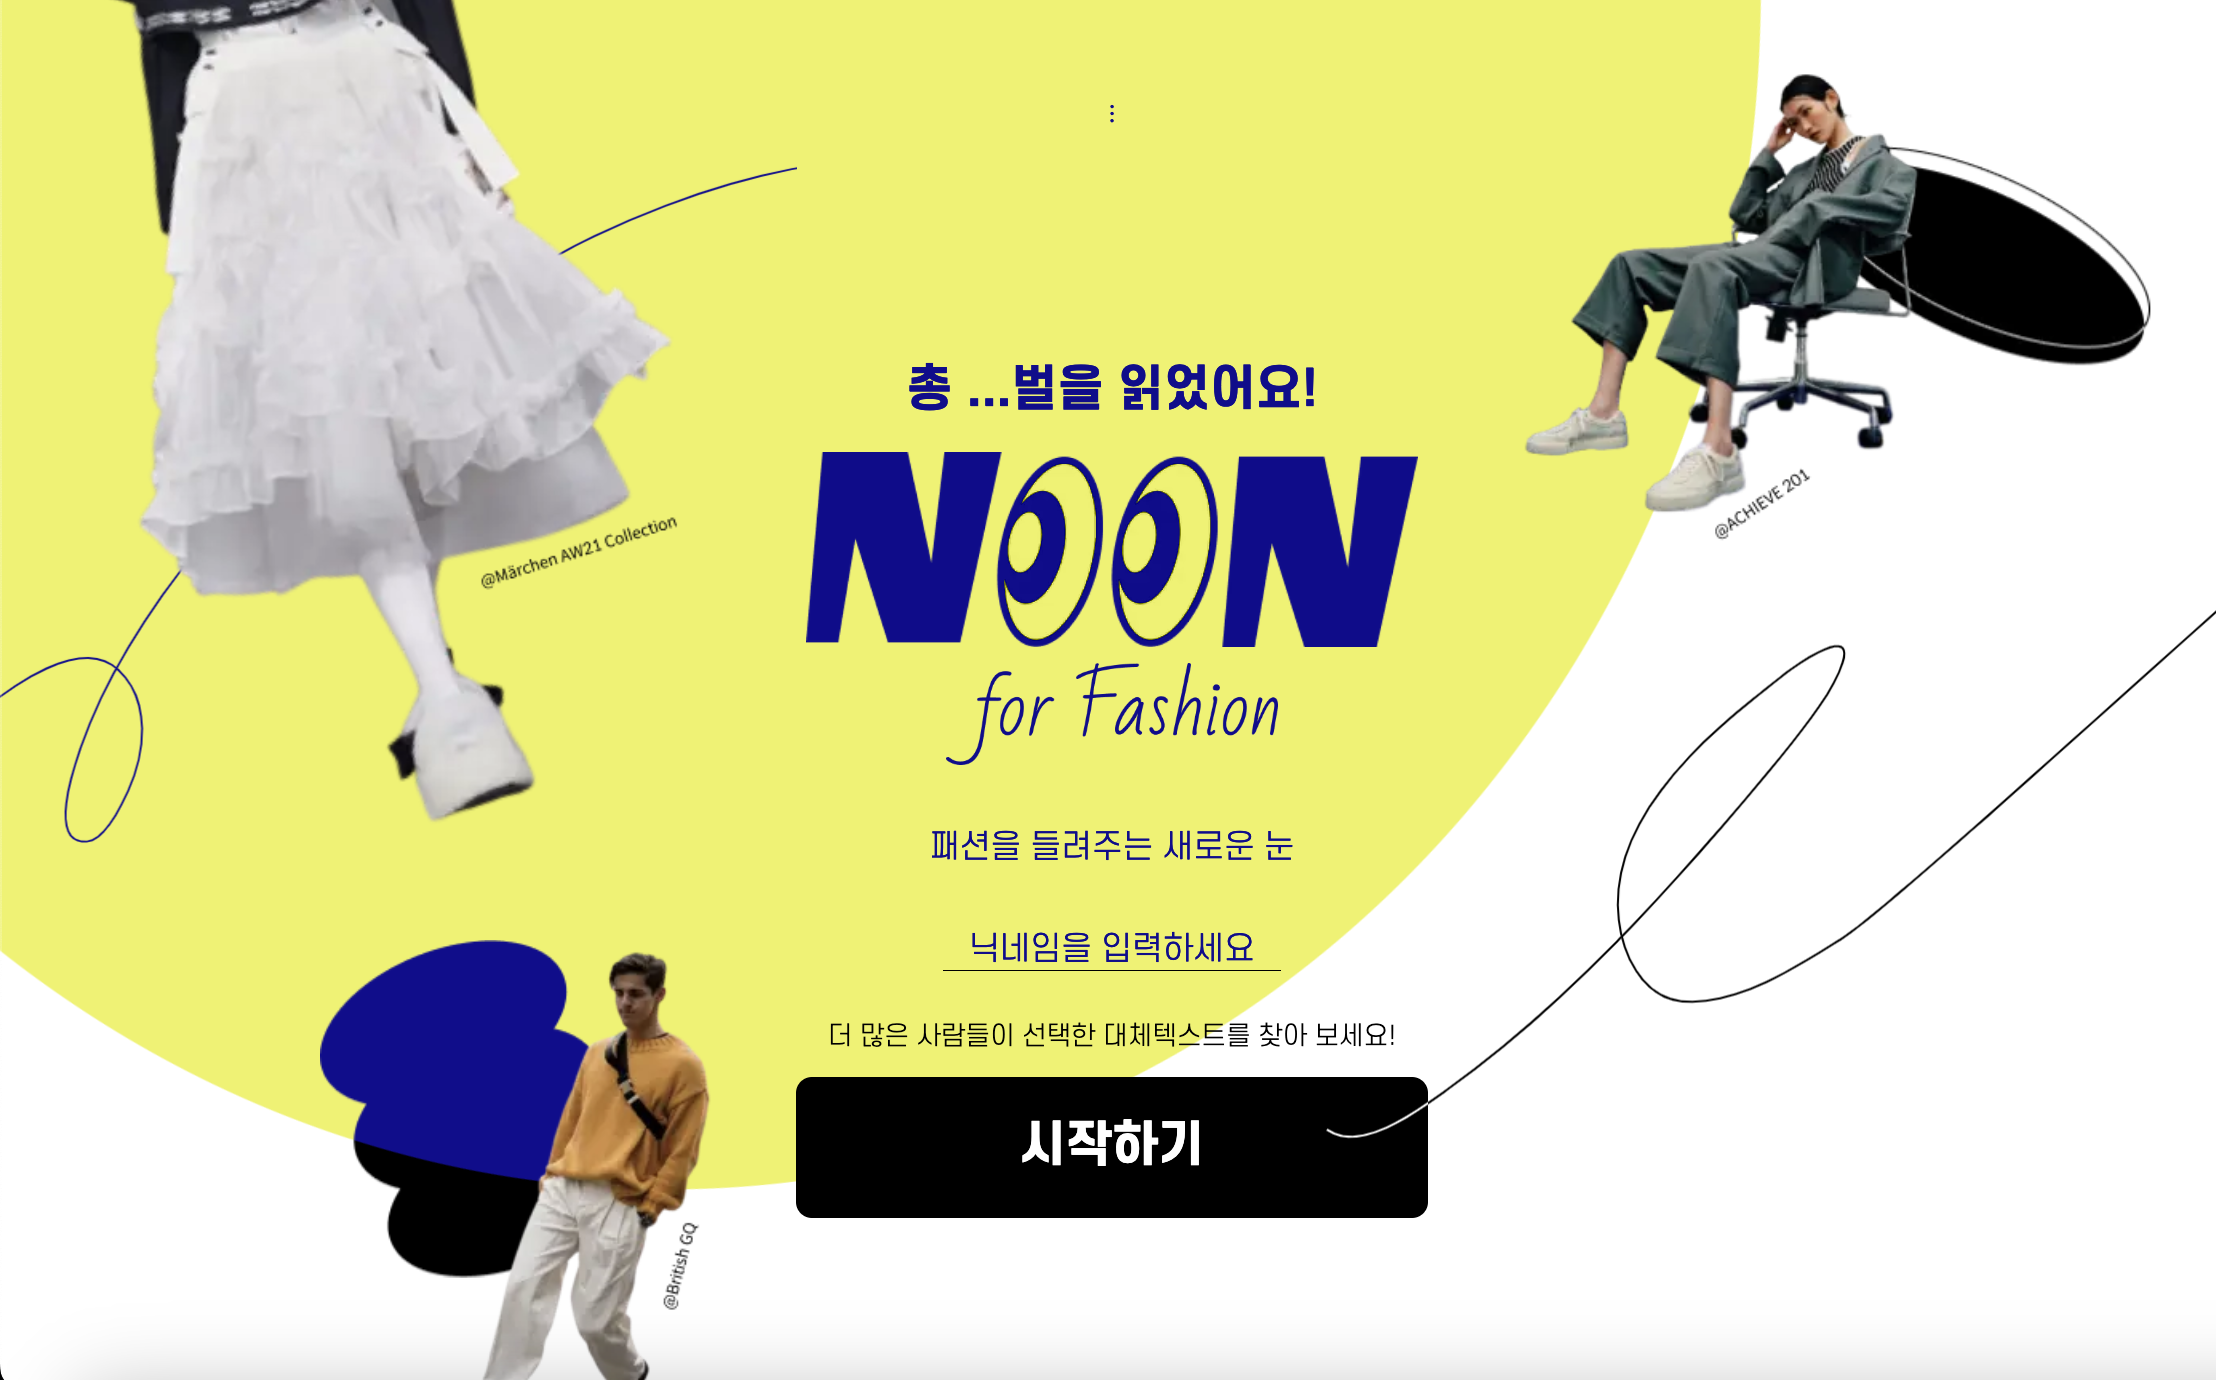 총 ...벌을 읽었어요!
NOON
for Fashion
@Märchen AW21 Collection
@ACHIEVE 201
패션을 들려주는 새로운 눈
닉네임을 입력하세요
더 많은 사람들이 선택한 대체텍스트를 찾아 보세요!
시작하기
@British GQ